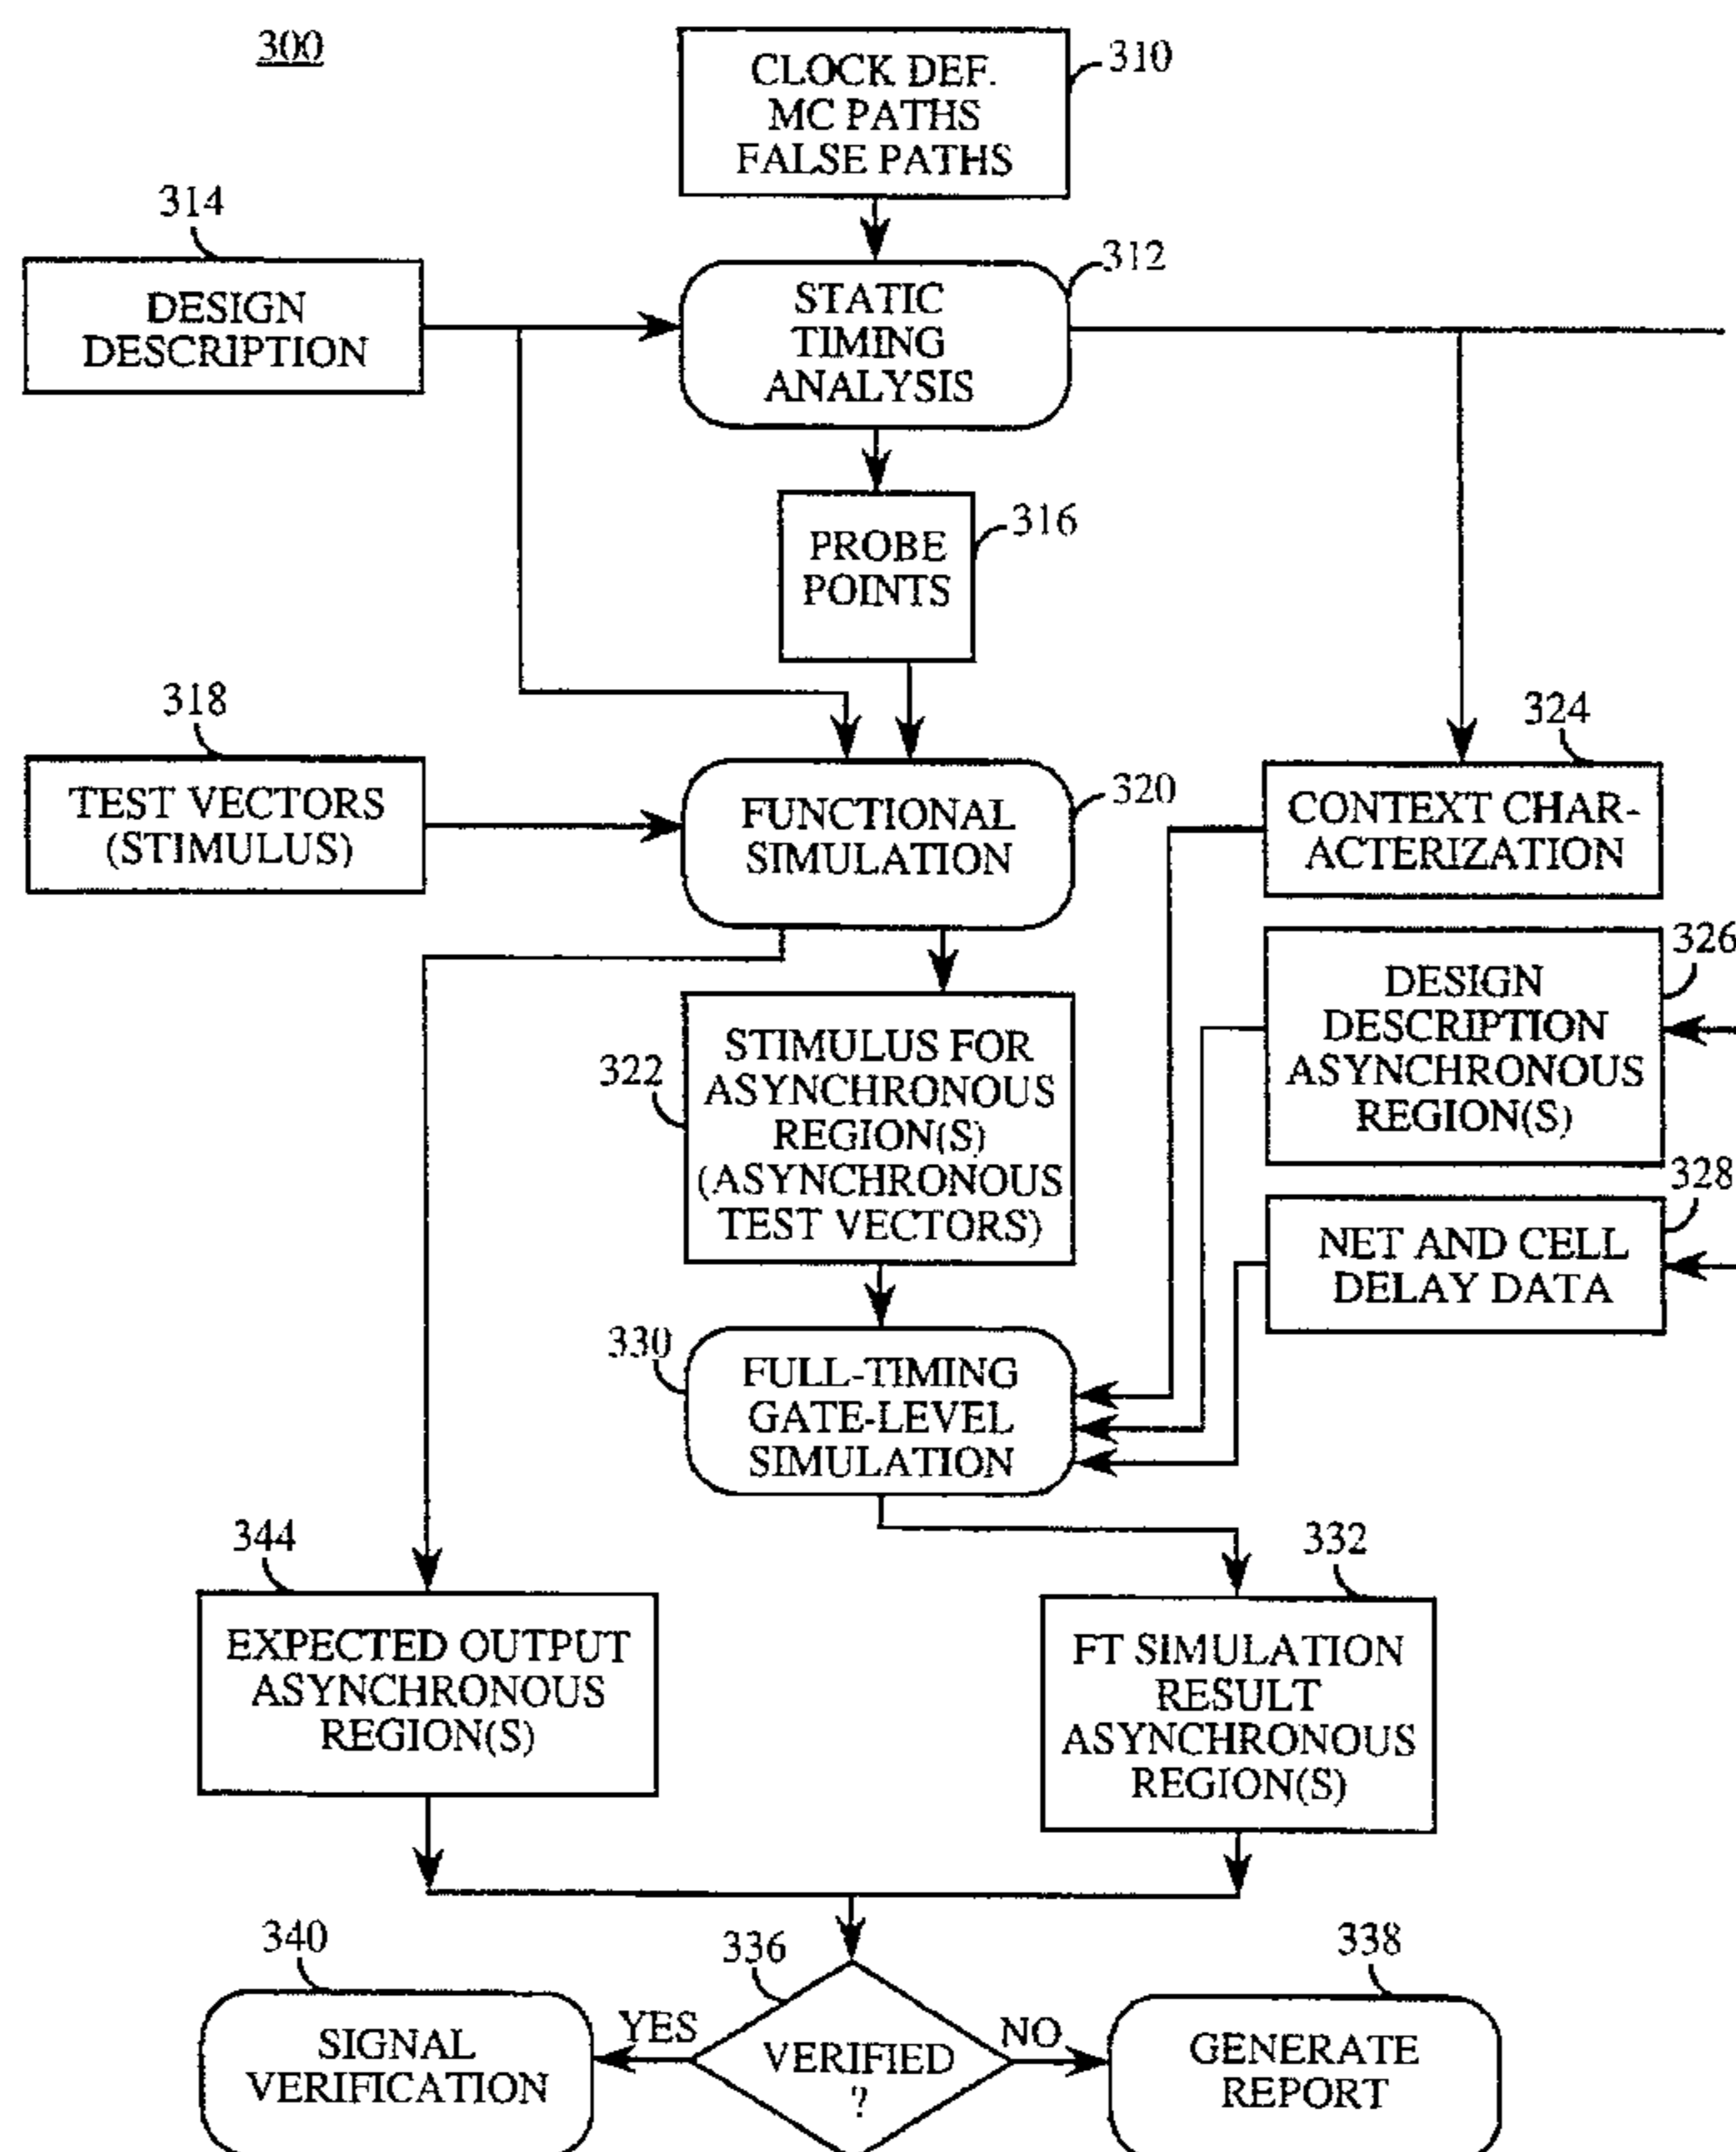 300
CLOCK DEF.
MC PATHS
FALSE PATHS
310
314
DESIGN
DESCRIPTION
STATIC
TIMING
ANALYSIS
312
PROBE
POINTS
316
318
TEST VECTORS
(STIMULUS)
FUNCTIONAL
SIMULATION
320
324
CONTEXT CHAR-
ACTERIZATION
326
DESIGN
DESCRIPTION
ASYNCHRONOUS
REGION(S)
322
STIMULUS FOR
ASYNCHRONOUS
REGION(S)
(ASYNCHRONOUS
TEST VECTORS)
328
NET AND CELL
DELAY DATA
330
FULL-TIMING
GATE-LEVEL
SIMULATION
344
EXPECTED OUTPUT
ASYNCHRONOUS
REGION(S)
332
FT SIMULATION
RESULT
ASYNCHRONOUS
REGION(S)
340
SIGNAL
VERIFICATION
YES
336
VERIFIED
?
NO
338
GENERATE
REPORT